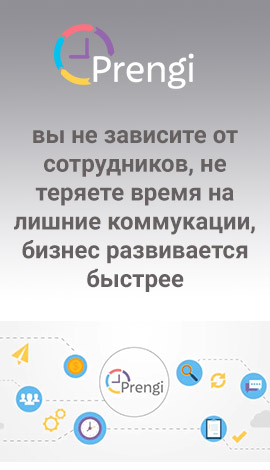 Prengi
вы не зависите от
сотрудников, не
теряете время на
лишние коммукации,
бизнес развивается
быстрее
Prengi